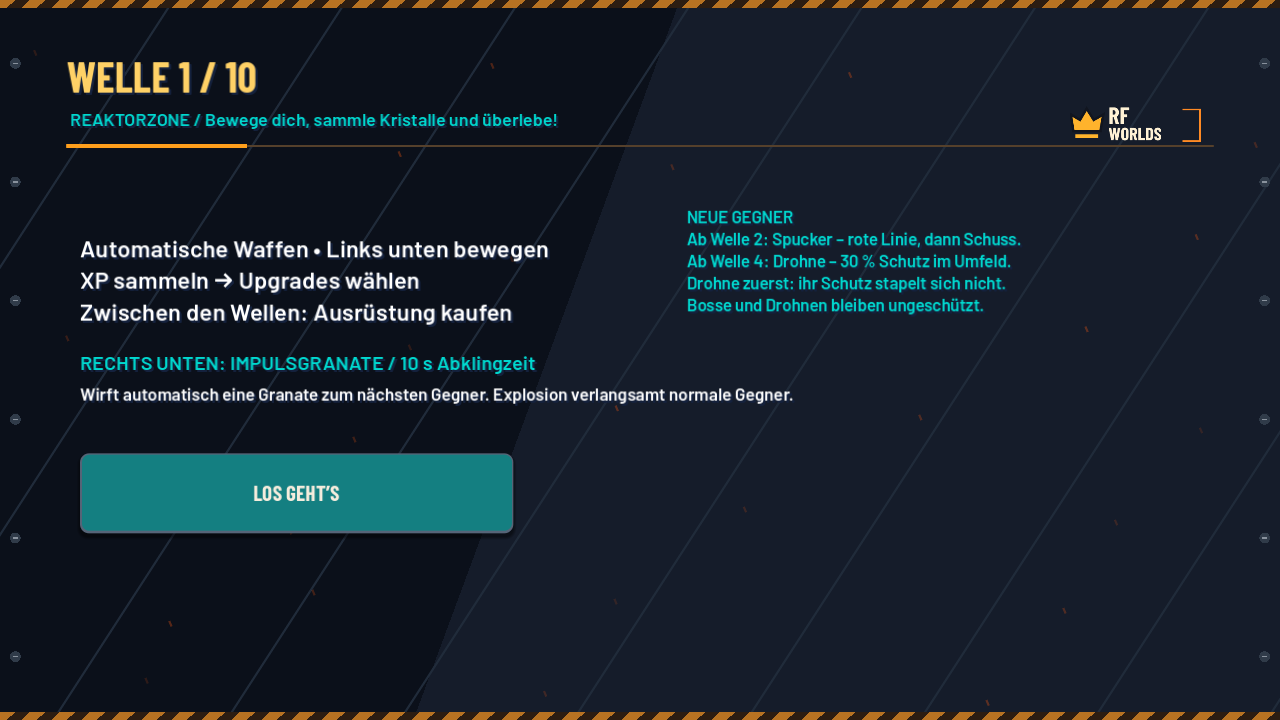 WELLE 1 / 10
REAKTORZONE / Bewege dich, sammle Kristalle und überlebe!
RF
WORLDS
Automatische Waffen • Links unten bewegen
XP sammeln → Upgrades wählen
Zwischen den Wellen: Ausrüstung kaufen
NEUE GEGNER
Ab Welle 2: Spucker – rote Linie, dann Schuss.
Ab Welle 4: Drohne – 30 % Schutz im Umfeld.
Drohne zuerst: ihr Schutz stapelt sich nicht.
Bosse und Drohnen bleiben ungeschützt.
RECHTS UNTEN: IMPULSGRANATE / 10 s Abklingzeit
Wirft automatisch eine Granate zum nächsten Gegner. Explosion verlangsamt normale Gegner.
LOS GEHT'S